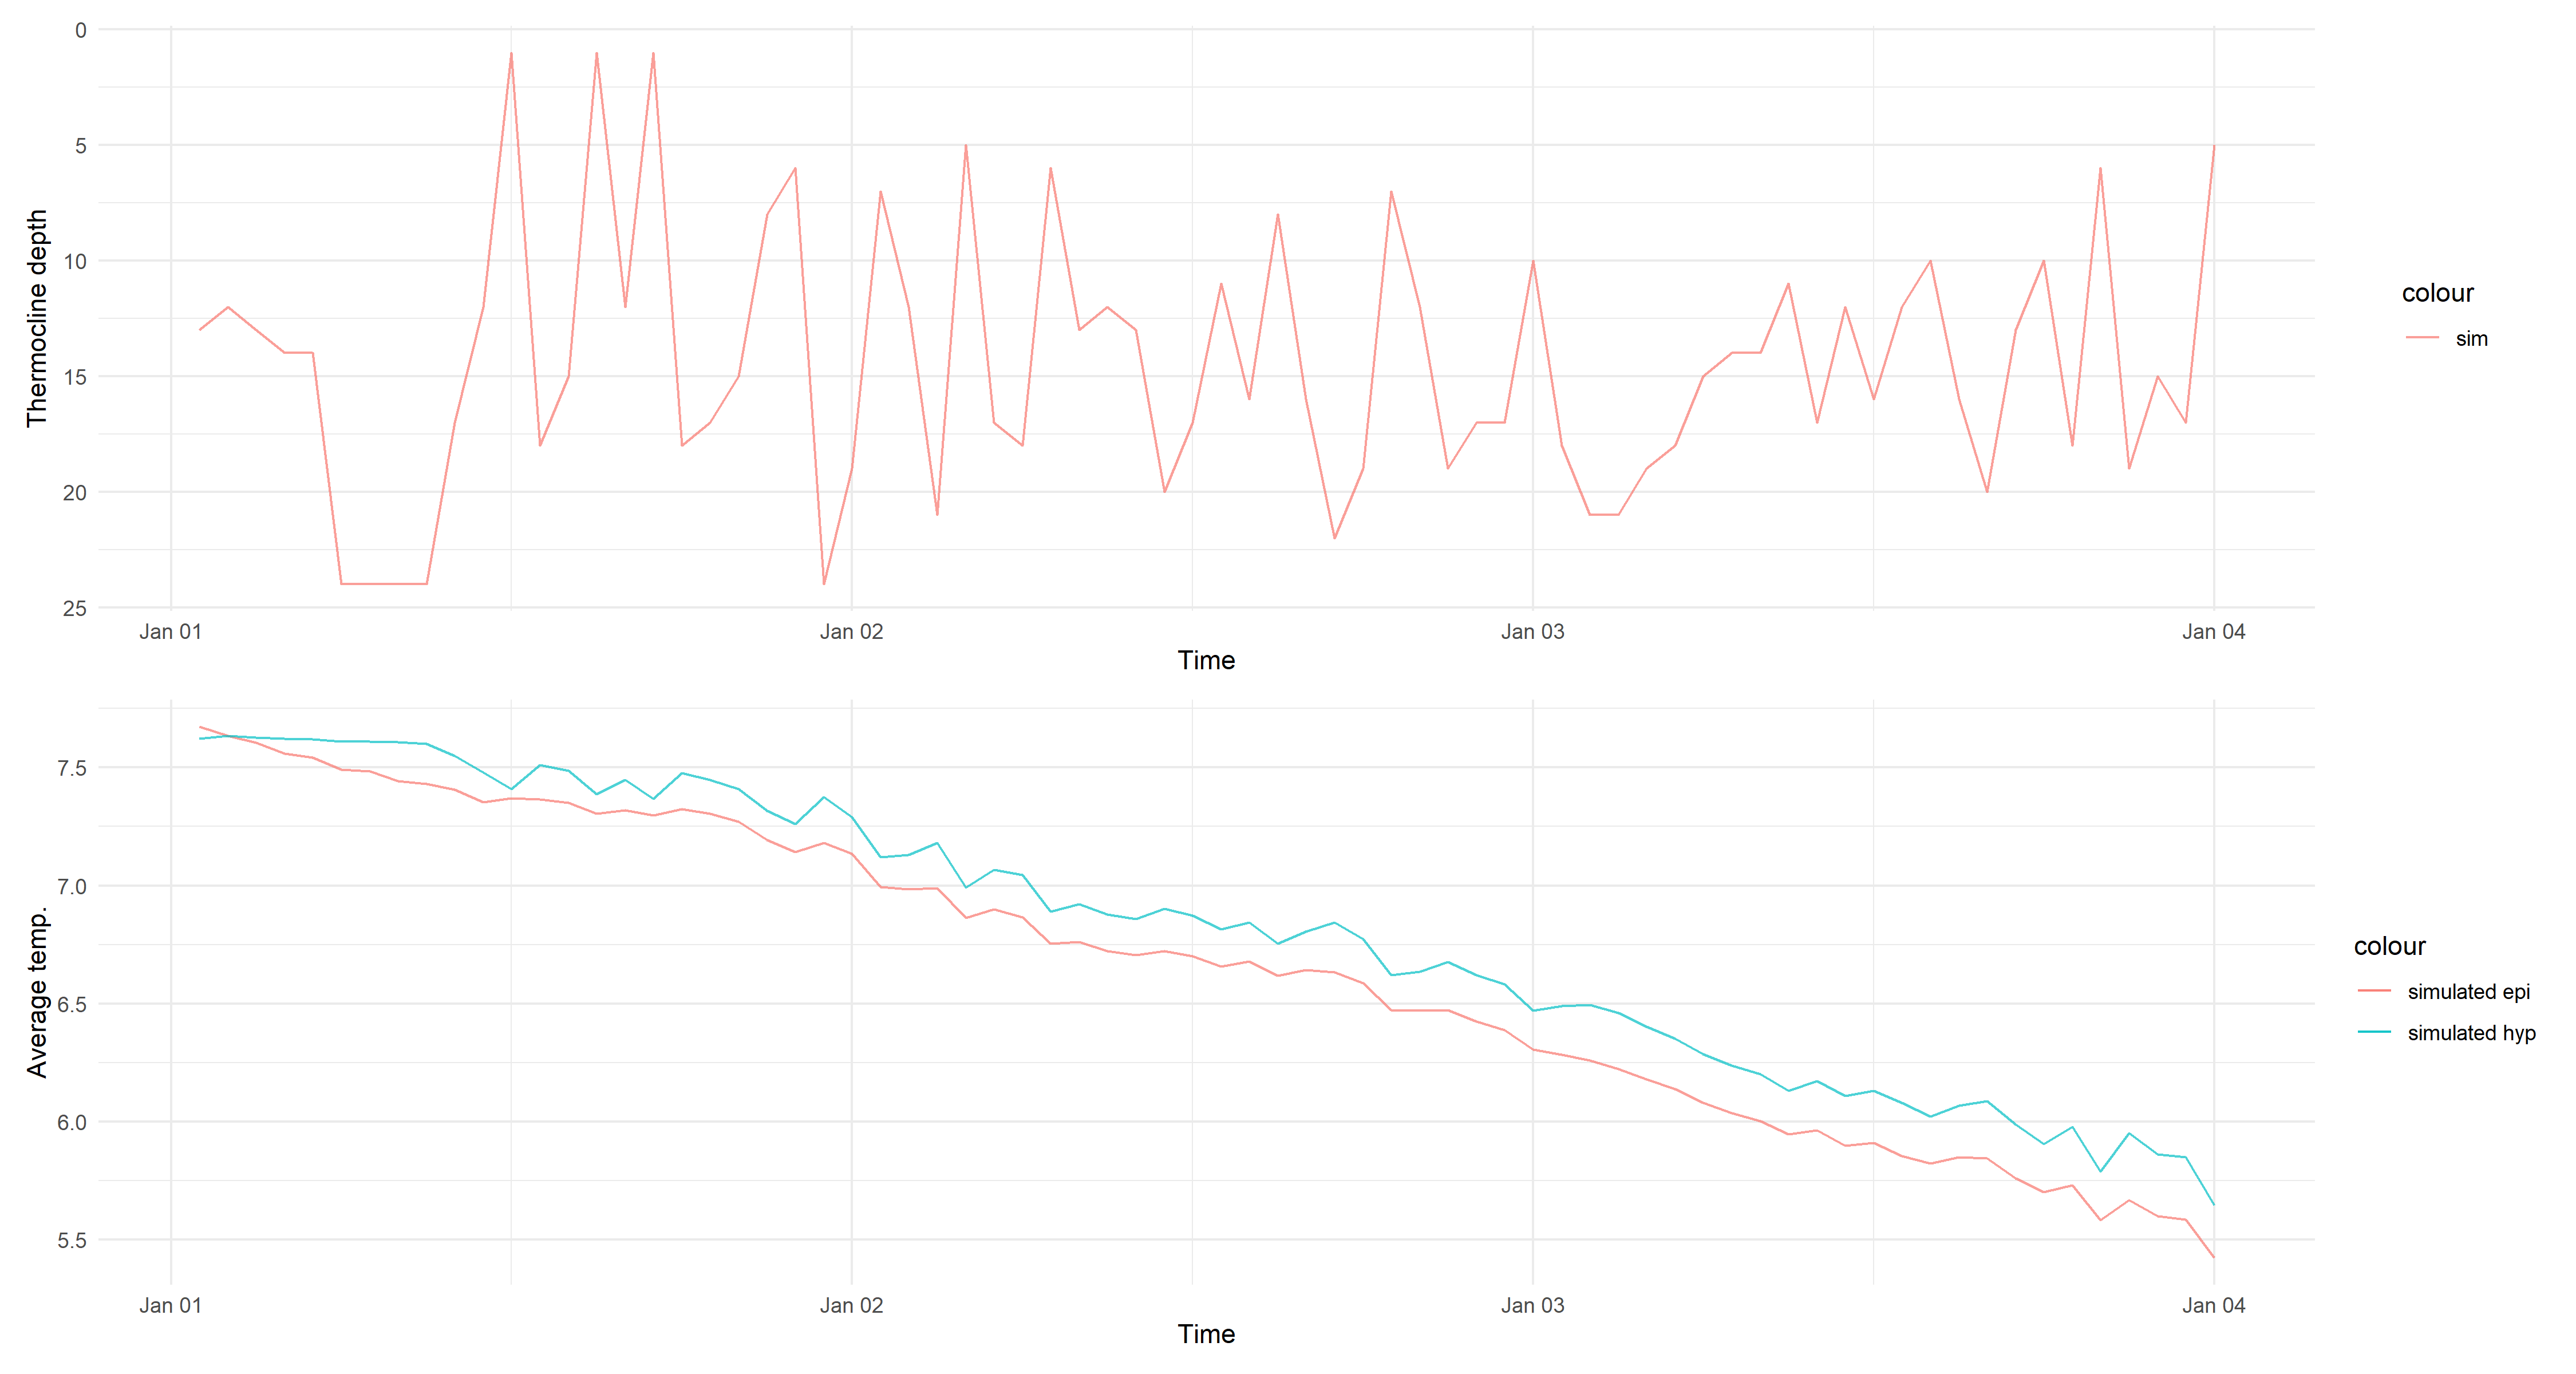 0
5
10
15
20
25
Thermocline depth
Jan 01
Jan 02
Jan 03
Jan 04
Time
colour
sim
7.5
7.0
6.5
6.0
5.5
Average temp.
Jan 01
Jan 02
Jan 03
Jan 04
Time
colour
simulated epi
simulated hyp